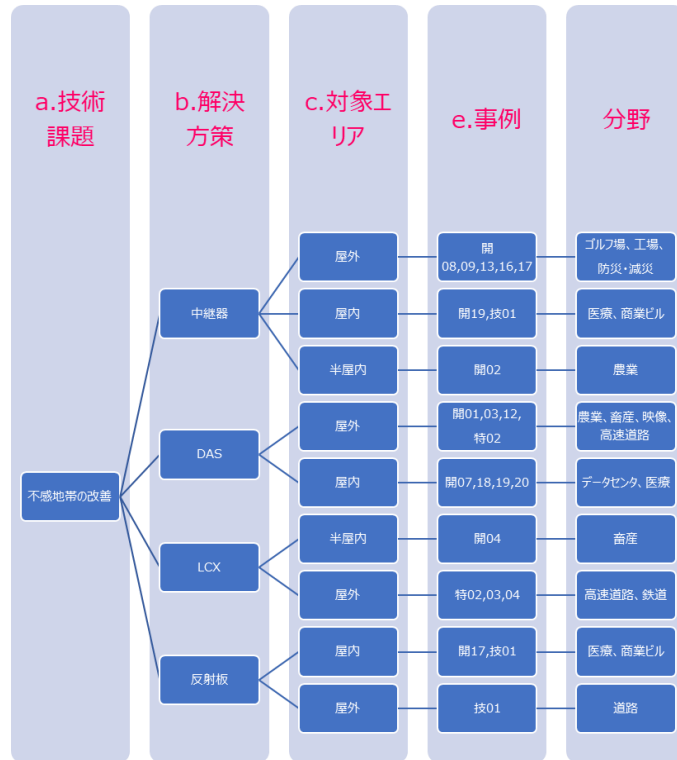 a.技術
課題
b.解決
方策
c.対象エ
リア
e.事例
分野
不感地帯の改善
中継器
屋外
開
08,09,13,16,17
ゴルフ場、工場、
防災・減災
屋内
開19,技01
医療、商業ビル
半屋内
開02
農業
DAS
屋外
開01,03,12,
特02
農業、畜産、映像、
高速道路
屋内
開07,18,19,20
データセンタ、医療
LCX
半屋内
開04
畜産
屋外
特02,03,04
高速道路、鉄道
反射板
屋内
開17,技01
医療、商業ビル
屋外
技01
道路